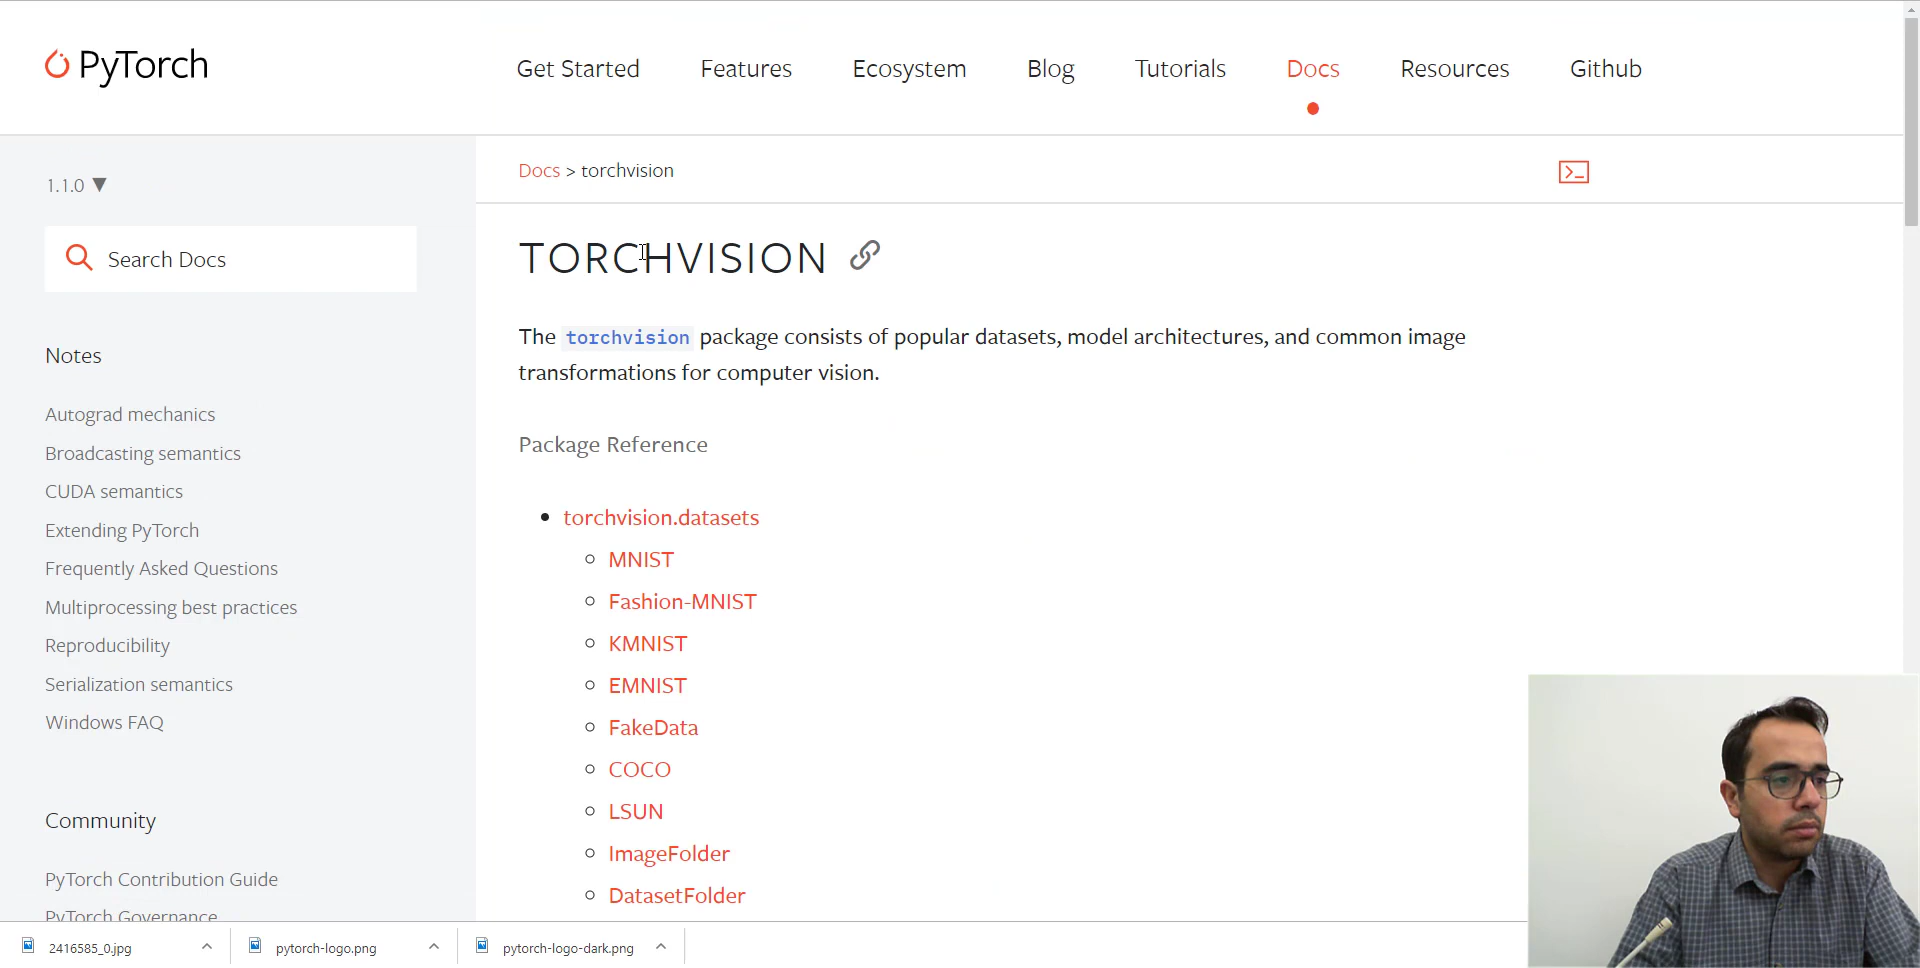 PyTorch
Get Started
Features
Ecosystem
Blog
Tutorials
Docs
Resources
Github
1.1.0 ▼
Search Docs
Notes
Autograd mechanics
Broadcasting semantics
CUDA semantics
Extending PyTorch
Frequently Asked Questions
Multiprocessing best practices
Reproducibility
Serialization semantics
Windows FAQ
Community
PyTorch Contribution Guide
PyTorch Governance
Docs > torchvision
TORCHVISION
The torchvision package consists of popular datasets, model architectures, and common image
transformations for computer vision.
Package Reference
torchvision.datasets
MNIST
Fashion-MNIST
KMNIST
EMNIST
FakeData
COCO
LSUN
ImageFolder
DatasetFolder
2416585_0.jpg
pytorch-logo.png
pytorch-logo-dark.png